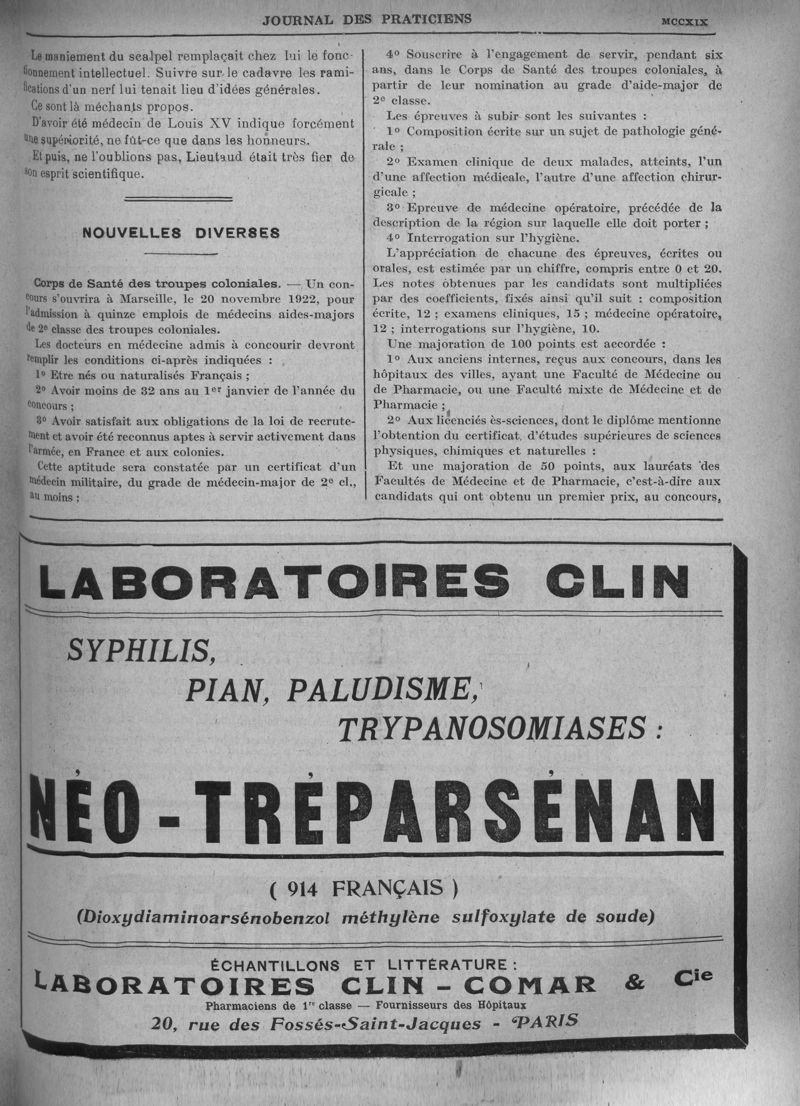 JOURNAL DES PRATICIENS
MCCXIX
Le maniement du scalpel remplaçait chez lui le fonc-
tionnement intellectuel. Suivre sur le cadavre les rami-
fications d'un nerf lui tenait lieu d'idées générales.
Ce sont là méchants propos.
D'avoir été médecin de Louis XV indique forcément
une supériorité, ne fût-ce que dans les honneurs.
Et puis, ne l'oublions pas, Lieutaud était très fier de
son esprit scientifique.
NOUVELLES DIVERSES
Corps de Santé des troupes coloniales. — Un con-
cours s'ouvrira à Marseille, le 20 novembre 1922, pour
l'admission à quinze emplois de médecins aides-majors
de 2e classe des troupes coloniales.
Les docteurs en médecine admis à concourir devront
remplir les conditions ci-après indiquées :
1o Etre nés ou naturalisés Français ;
2o Avoir moins de 32 ans au 1er janvier de l'année du
concours ;
3o Avoir satisfait aux obligations de la loi de recrute-
ment et avoir été reconnus aptes à servir activement dans
l'armée, en France et aux colonies.
Cette aptitude sera constatée par un certificat d'un
médecin militaire, du grade de médecin-major de 2e cl.,
au moins ;
4o Souscrire à l'engagement de servir, pendant six
ans, dans le Corps de Santé des troupes coloniales, à
partir de leur nomination au grade d'aide-major de
2e classe.
Les épreuves à subir sont les suivantes :
1o Composition écrite sur un sujet de pathologie géné-
rale ;
2o Examen clinique de deux malades, atteints, l'un
d'une affection médicale, l'autre d'une affection chirur-
gicale ;
3o Epreuve de médecine opératoire, précédée de la
description de la région sur laquelle elle doit porter ;
4o Interrogation sur l'hygiène.
L'appréciation de chacune des épreuves, écrites ou
orales, est estimée par un chiffre, compris entre 0 et 20.
Les notes obtenues par les candidats sont multipliées
par des coefficients, fixés ainsi qu'il suit : composition
écrite, 12 ; examens cliniques, 15 ; médecine opératoire,
12 ; interrogations sur l'hygiène, 10.
Une majoration de 100 points est accordée :
1o Aux anciens internes, reçus aux concours, dans les
hôpitaux des villes, ayant une Faculté de Médecine ou
de Pharmacie, ou une Faculté mixte de Médecine et de
Pharmacie ;
2o Aux licenciés ès-sciences, dont le diplôme mentionne
l'obtention du certificat d'études supérieures de sciences
physiques, chimiques et naturelles :
Et une majoration de 50 points, aux lauréats des
Facultés de Médecine et de Pharmacie, c'est-à-dire aux
candidats qui ont obtenu un premier prix, au concours,
LABORATOIRES CLIN
SYPHILIS,
PIAN, PALUDISME,
TRYPANOSOMIASES :
NÉO-TRÉPARSÉNAN
( 914 FRANÇAIS )
(Dioxydiaminoarsénobenzol méthylène sulfoxylate de soude)
ÉCHANTILLONS ET LITTÉRATURE :
LABORATOIRES CLIN - COMAR & Cie
Pharmaciens de 1re classe — Fournisseurs des Hôpitaux
20, rue des Fossés-Saint-Jacques - PARIS